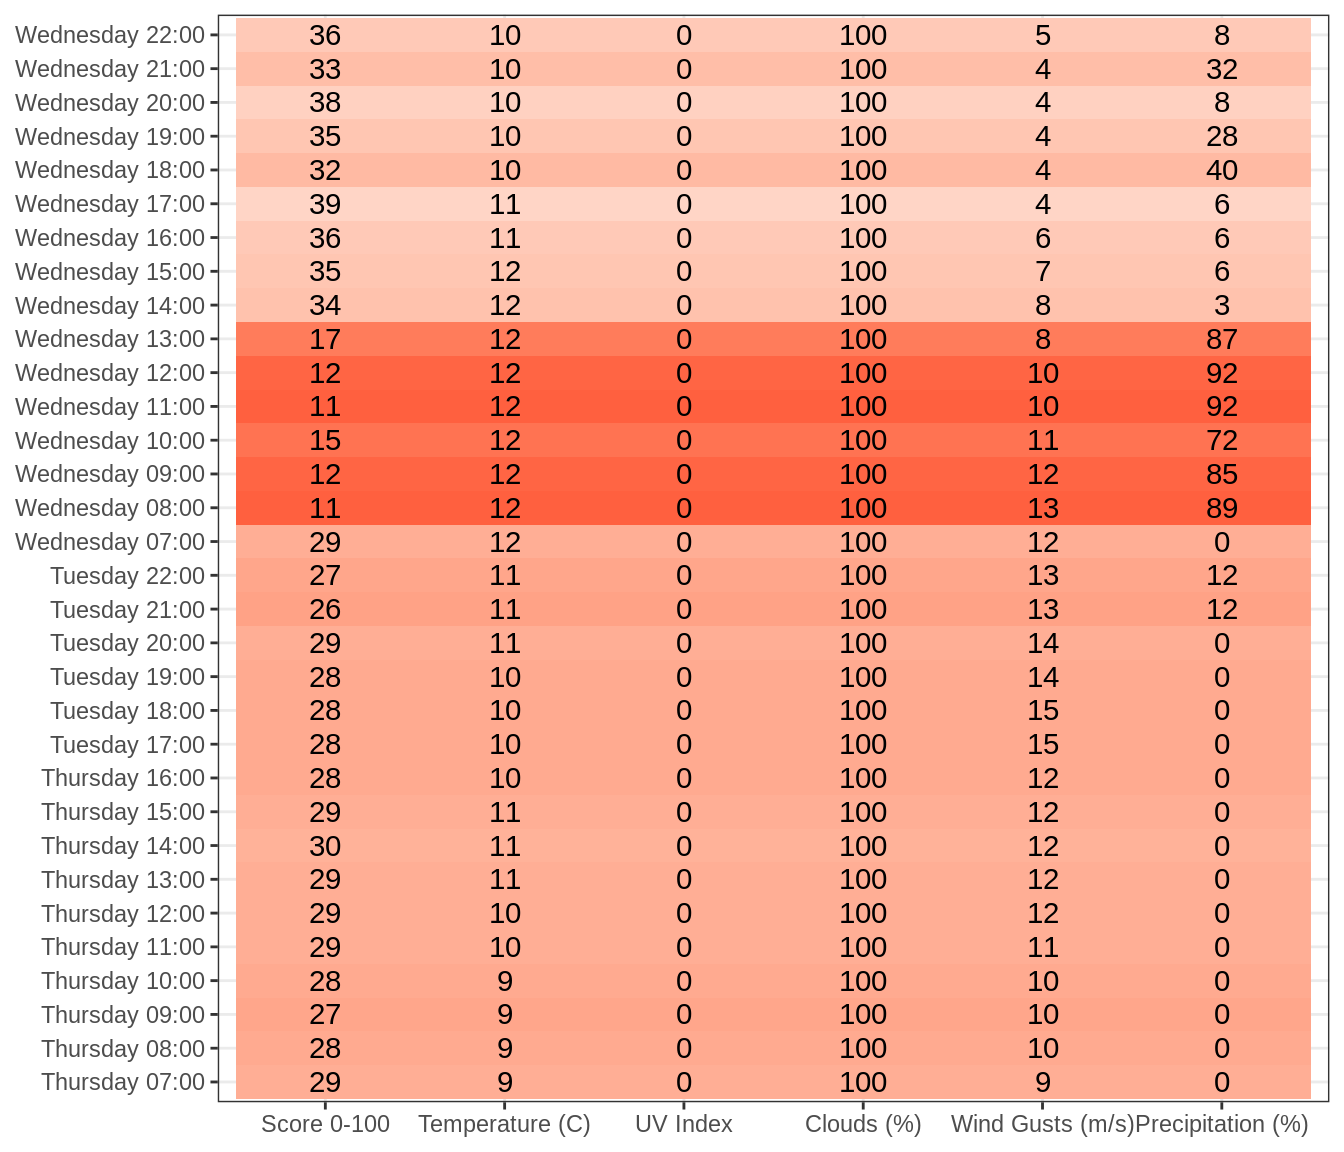 Wednesday 22:00 36 10 0 100 5 8
Wednesday 21:00 33 10 0 100 4 32
Wednesday 20:00 38 10 0 100 4 8
Wednesday 19:00 35 10 0 100 4 28
Wednesday 18:00 32 10 0 100 4 40
Wednesday 17:00 39 11 0 100 4 6
Wednesday 16:00 36 11 0 100 6 6
Wednesday 15:00 35 12 0 100 7 6
Wednesday 14:00 34 12 0 100 8 3
Wednesday 13:00 17 12 0 100 8 87
Wednesday 12:00 12 12 0 100 10 92
Wednesday 11:00 11 12 0 100 10 92
Wednesday 10:00 15 12 0 100 11 72
Wednesday 09:00 12 12 0 100 12 85
Wednesday 08:00 11 12 0 100 13 89
Wednesday 07:00 29 12 0 100 12 0
Tuesday 22:00 27 11 0 100 13 12
Tuesday 21:00 26 11 0 100 13 12
Tuesday 20:00 29 11 0 100 14 0
Tuesday 19:00 28 10 0 100 14 0
Tuesday 18:00 28 10 0 100 15 0
Tuesday 17:00 28 10 0 100 15 0
Thursday 16:00 28 10 0 100 12 0
Thursday 15:00 29 11 0 100 12 0
Thursday 14:00 30 11 0 100 12 0
Thursday 13:00 29 11 0 100 12 0
Thursday 12:00 29 10 0 100 12 0
Thursday 11:00 29 10 0 100 11 0
Thursday 10:00 28 9 0 100 10 0
Thursday 09:00 27 9 0 100 10 0
Thursday 08:00 28 9 0 100 10 0
Thursday 07:00 29 9 0 100 9 0
Score 0-100 Temperature (C) UV Index Clouds (%) Wind Gusts (m/s) Precipitation (%)